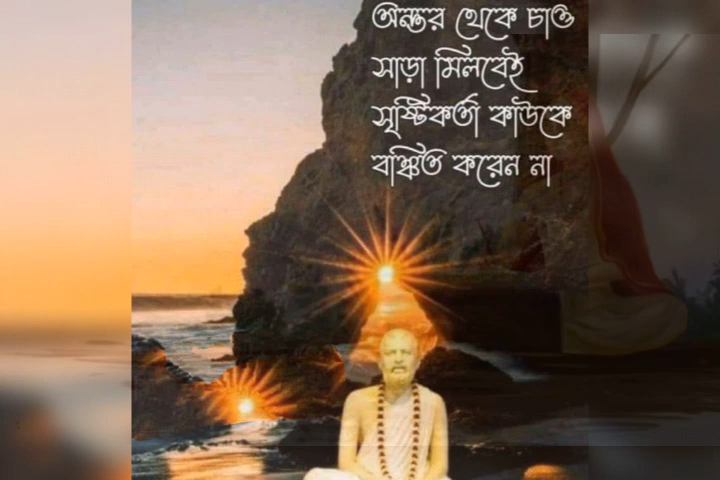 অন্তর থেকে চাও
সাড়া মিলবেই
সৃষ্টিকর্তা কাউকে
বঞ্চিত করেন না